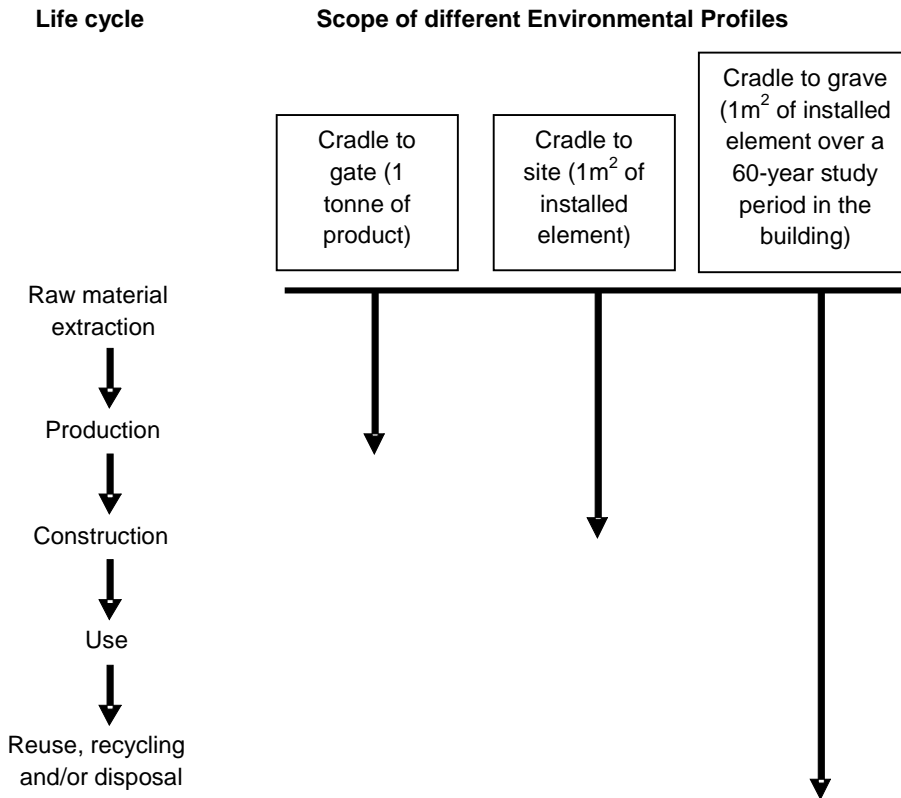 Life cycle
Scope of different Environmental Profiles
Cradle to
gate (1
tonne of
product)
Cradle to
site (1m² of
installed
element)
Cradle to grave
(1m² of installed
element over a
60-year study
period in the
building)
Raw material
extraction
Production
Construction
Use
Reuse, recycling
and/or disposal